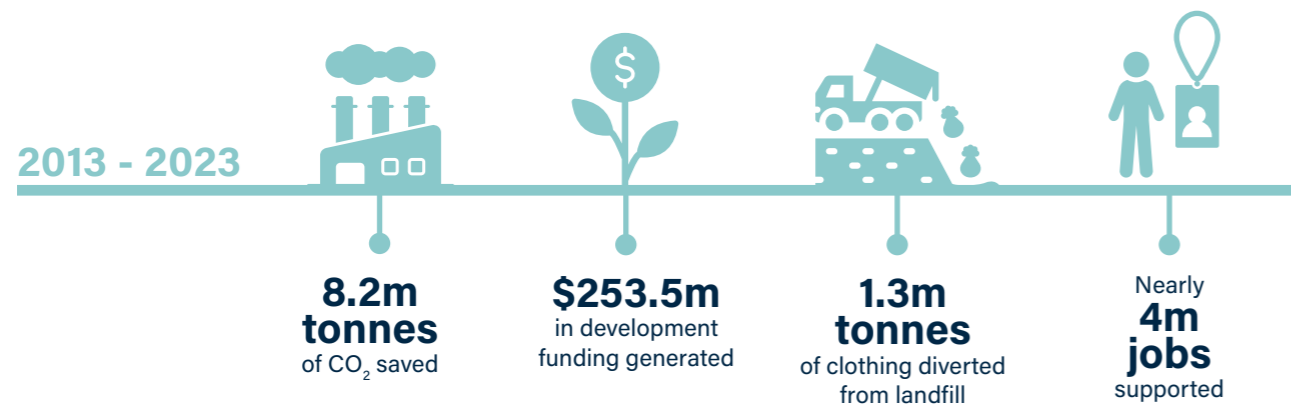 2013 - 2023
$
8.2m
tonnes
of CO₂ saved
$253.5m
in development
funding generated
1.3m
tonnes
of clothing diverted
from landfill
Nearly
4m
jobs
supported